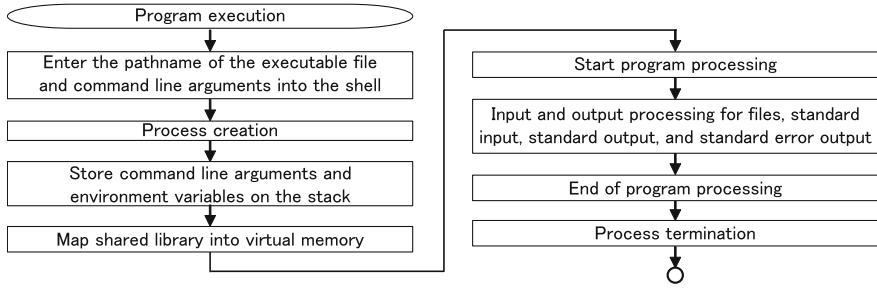 Program execution
Enter the pathname of the executable file
and command line arguments into the shell
Process creation
Store command line arguments and
environment variables on the stack
Map shared library into virtual memory
Start program processing
Input and output processing for files, standard
input, standard output, and standard error output
End of program processing
Process termination